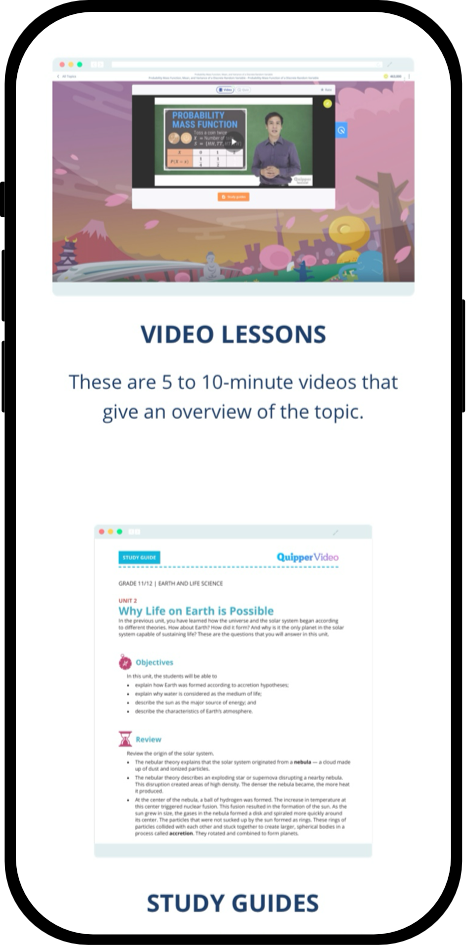 All Topics
PROBABILITY
MASS FUNCTION
Toss a coin twice
Quipper
VIDEO LESSONS
These are 5 to 10-minute videos that
give an overview of the topic.
STUDY GUIDE
QuipperVideo
GRADE 11/12 | EARTH AND LIFE SCIENCE
UNIT 2
Why Life on Earth is Possible
In the previous unit, you have learned how the universe and the solar system began according
to different theories. How about Earth? How did it form? And why is it the only planet in the solar
system capable of sustaining life? These are the questions that you will answer in this unit.
Objectives
In this unit, the students will be able to
• explain how Earth was formed according to accretion hypotheses;
• explain why water is considered as the medium of life;
• describe the sun as the major source of energy; and
• describe the characteristics of Earth's atmosphere.
Review
Review the origin of the solar system.
• The nebular theory explains that the solar system originated from a nebula — a cloud made
up of dust and ionized particles.
• The nebular theory describes an exploding star or supernova disrupting a nearby nebula.
This disruption created areas of high density. The denser the nebula became, the more heat
it produced.
• At the center of the nebula, a ball of hydrogen was formed. The increase in temperature at
this center triggered nuclear fusion. This fusion resulted in the formation of the sun. As the
sun grew in size, the gases in the nebula formed a disk and spiraled more quickly around
its center. The particles that were not sucked up by the sun formed as rings. These rings of
particles collided with each other and stuck together to create larger, spherical bodies in a
process called accretion. They rotated and combined to form planets.
STUDY GUIDES